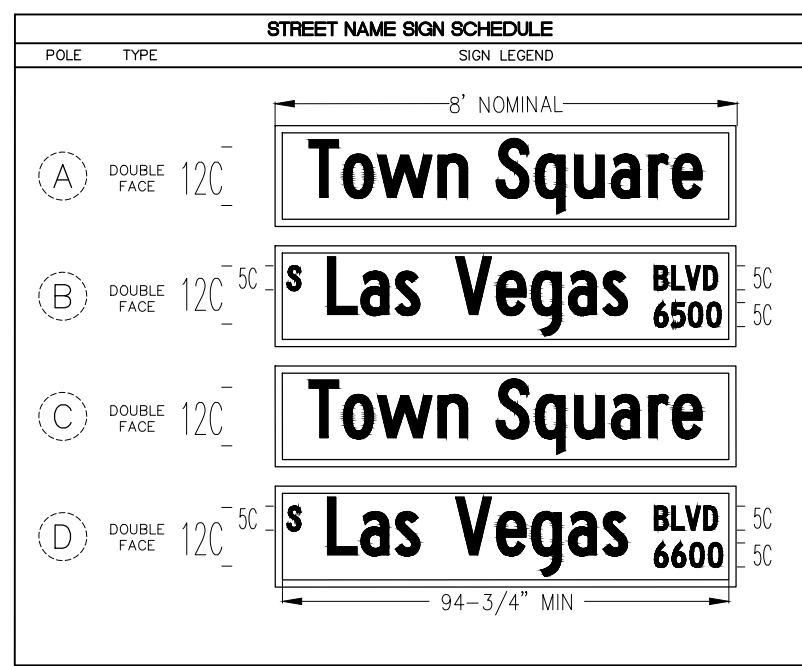 STREET NAME SIGN SCHEDULE
POLE TYPE SIGN LEGEND
8' NOMINAL
A DOUBLE FACE 12C Town Square
B DOUBLE FACE 12C 5C S Las Vegas BLVD 5C
6500 5C
C DOUBLE FACE 12C Town Square
D DOUBLE FACE 12C 5C S Las Vegas BLVD 5C
6600 5C
94-3/4" MIN